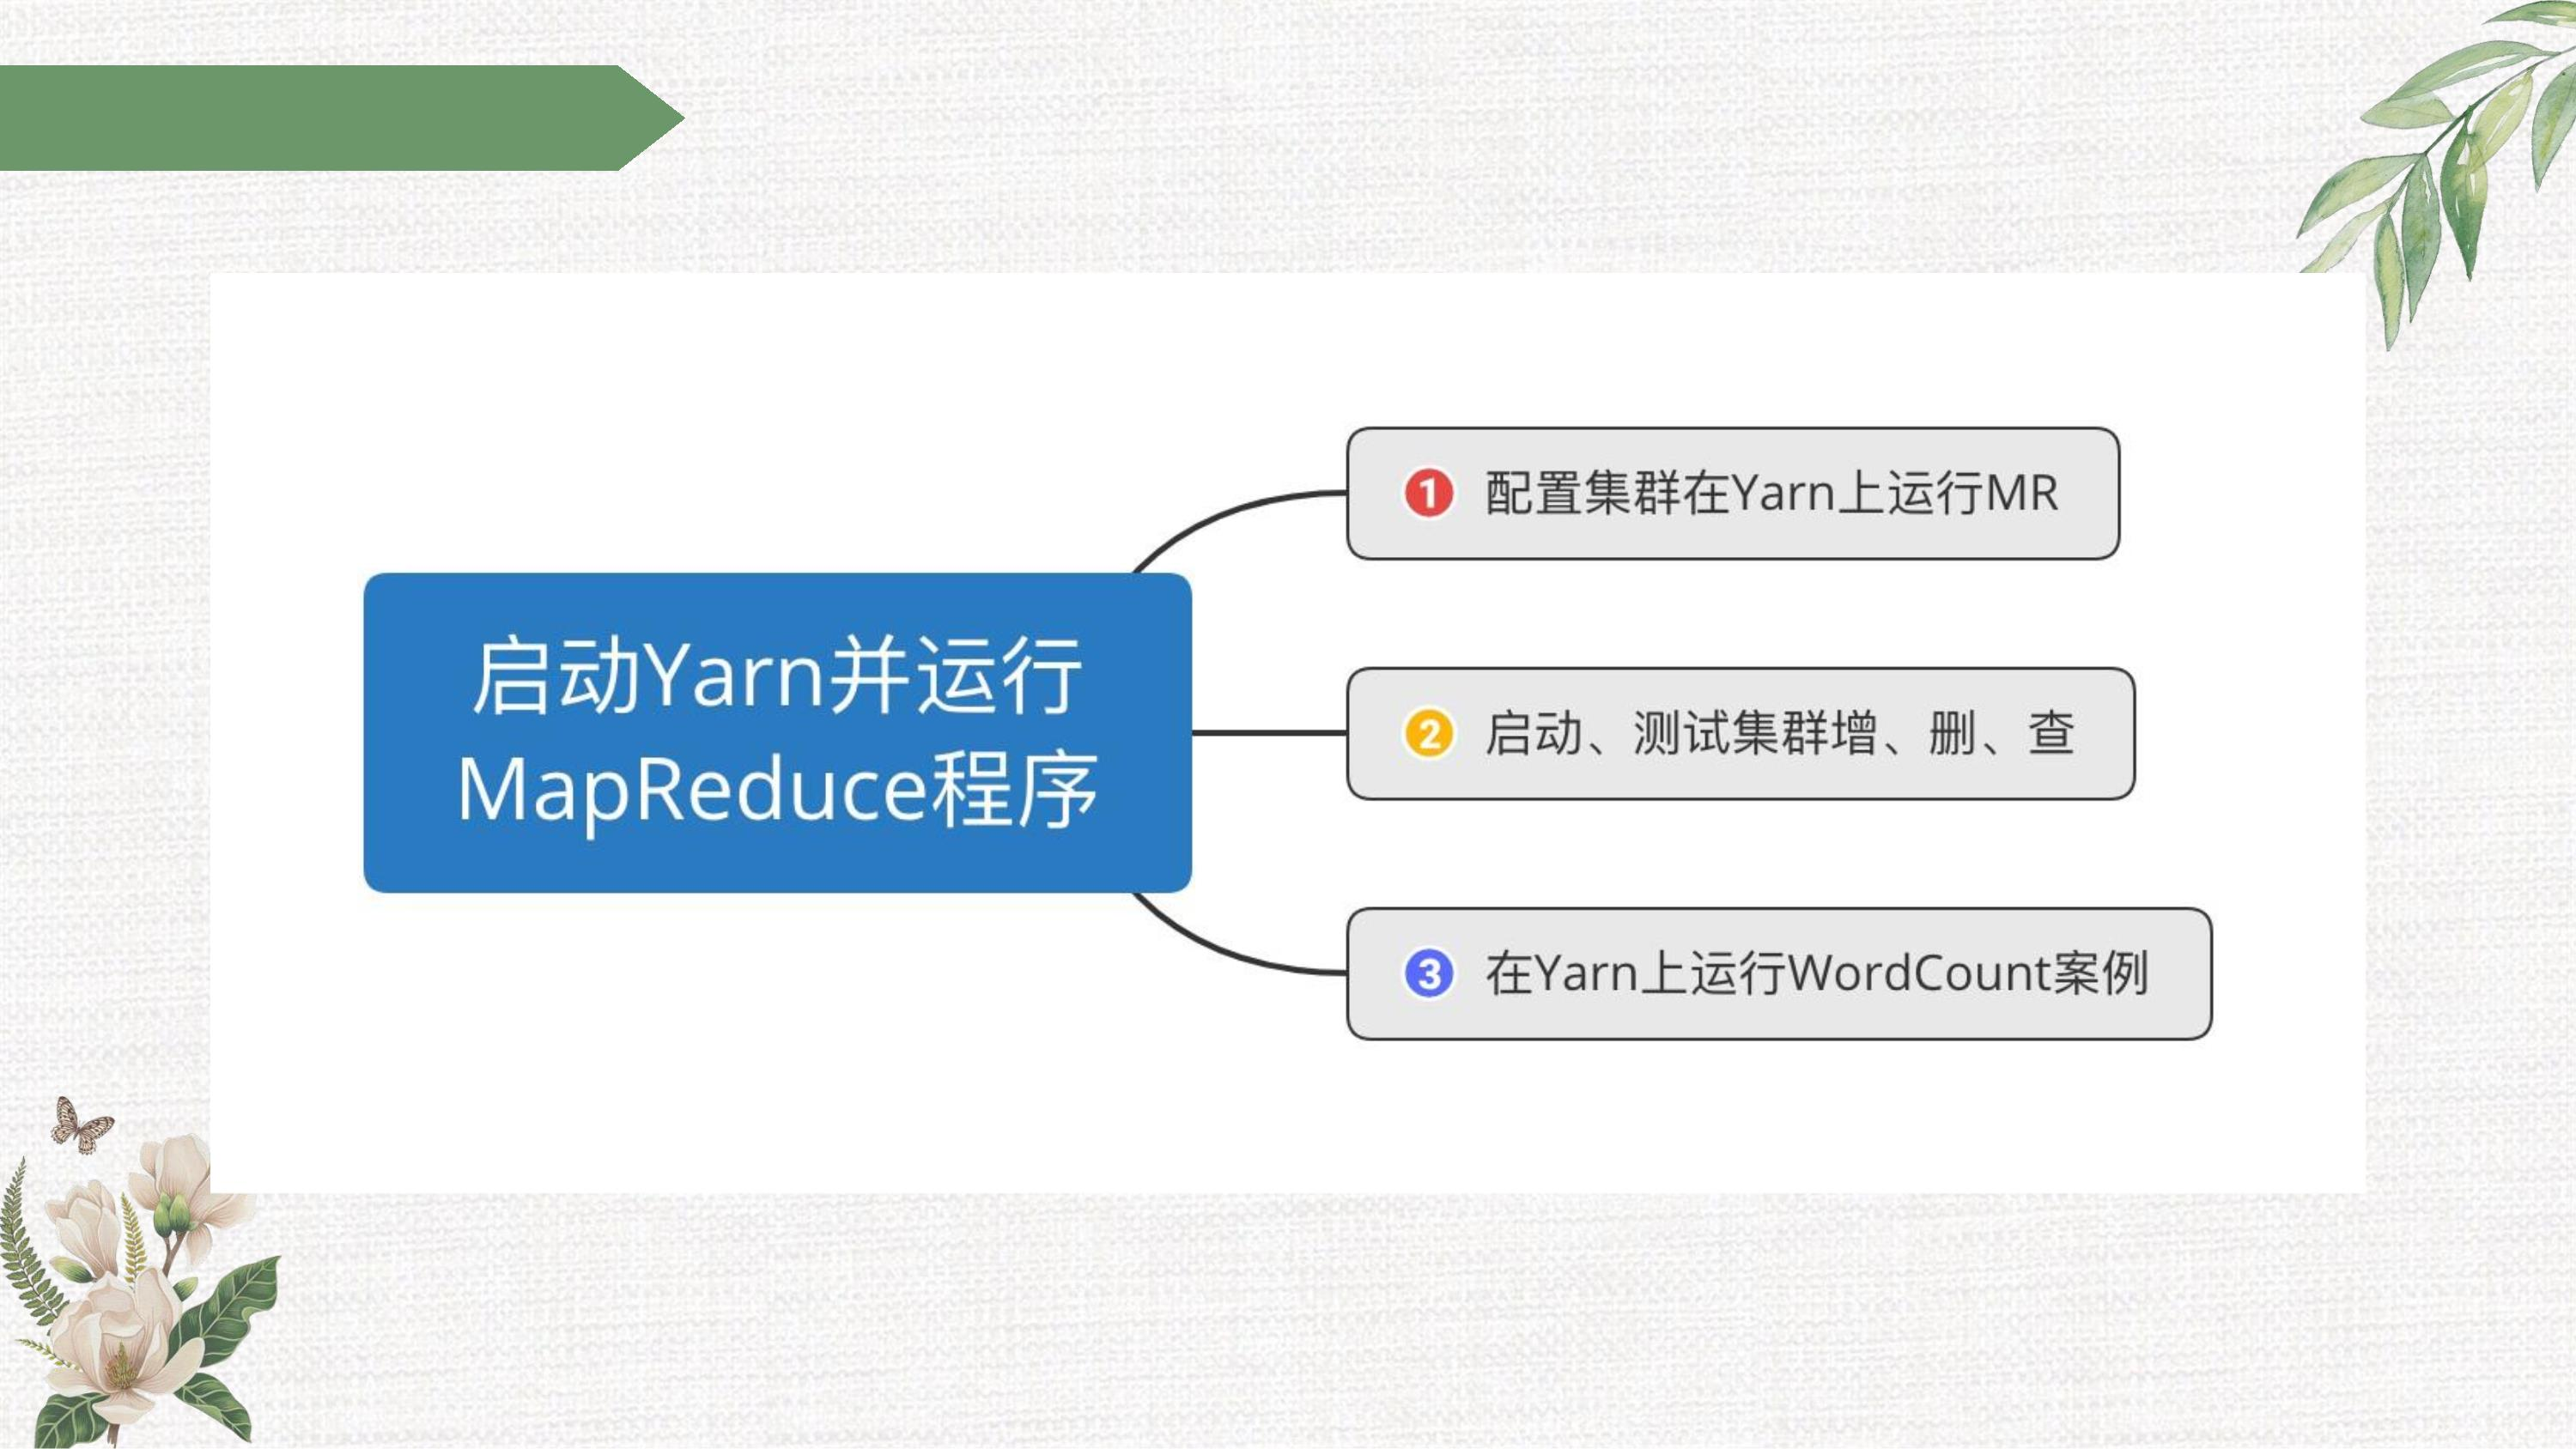 启动Yarn并运行
MapReduce程序
1 配置集群在Yarn上运行MR
2 启动、测试集群增、删、查
3 在Yarn上运行WordCount案例